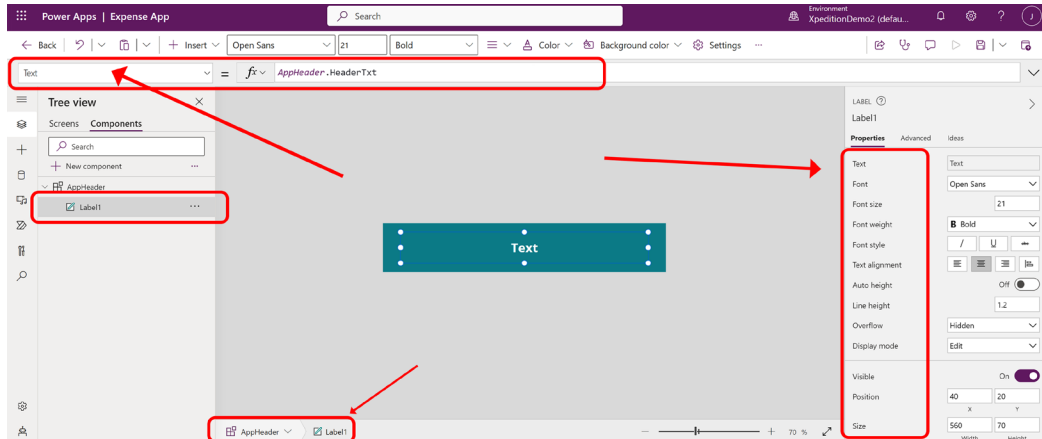 Power Apps | Expense App
Search
Environment
XpeditionDemo2 (defau...
J
Back
Insert
Open Sans
21
Bold
Color
Background color
Settings
...
Text
=
fx
AppHeader.HeaderTxt
Tree view
Screens
Components
Search
New component
...
AppHeader
Label1
...
Text
LABEL
Label1
Properties
Advanced
Ideas
Text
Text
Font
Open Sans
Font size
21
Font weight
B Bold
Font style
/ U abc
Text alignment
Auto height
Off
Line height
1.2
Overflow
Hidden
Display mode
Edit
Visible
On
Position
40
20
X
Y
Size
560
70
Width
Height
AppHeader
Label1
— +
70 %